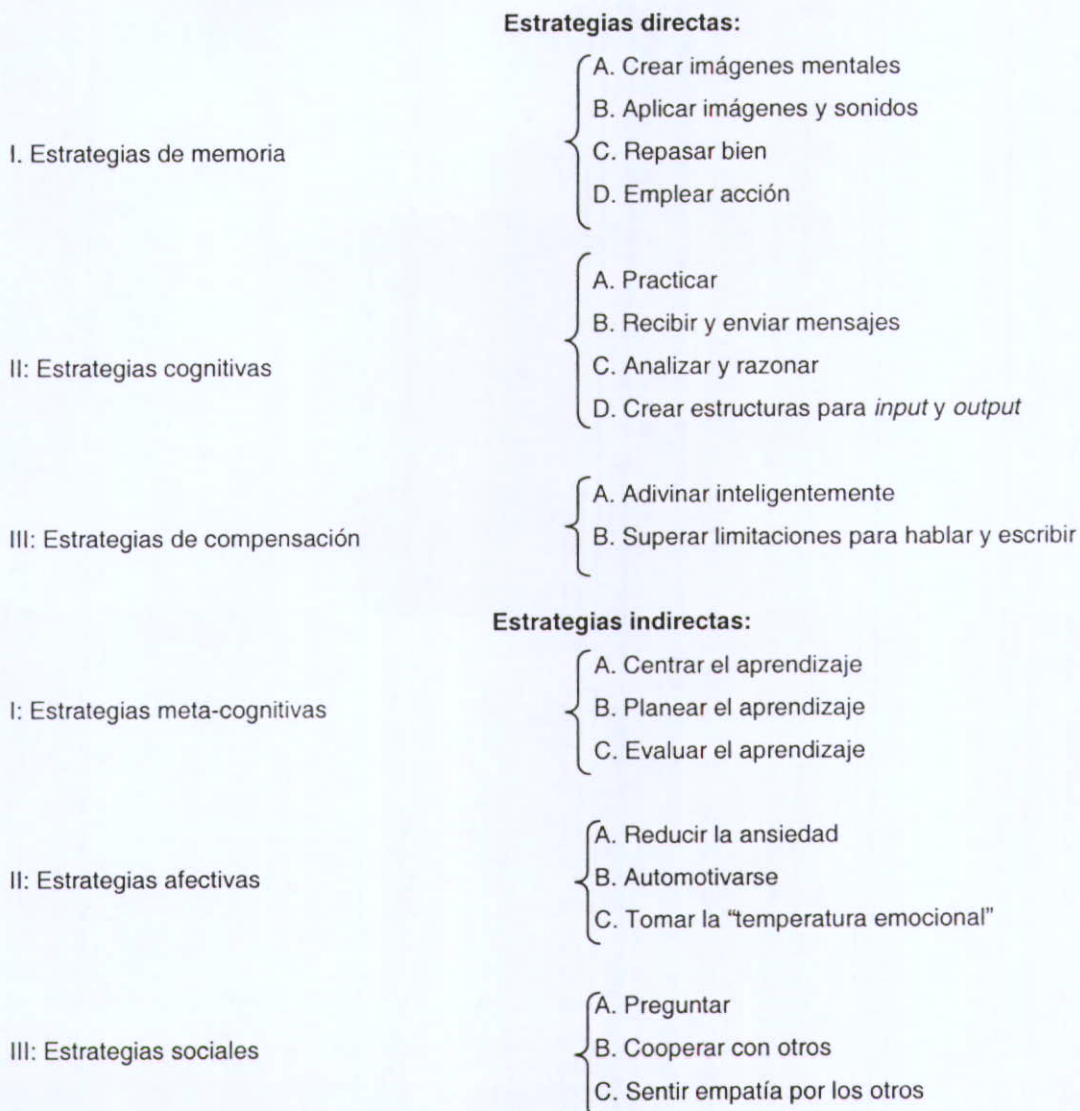 Estrategias directas:
I. Estrategias de memoria
A. Crear imágenes mentales
B. Aplicar imágenes y sonidos
C. Repasar bien
D. Emplear acción
II: Estrategias cognitivas
A. Practicar
B. Recibir y enviar mensajes
C. Analizar y razonar
D. Crear estructuras para input y output
III: Estrategias de compensación
A. Adivinar inteligentemente
B. Superar limitaciones para hablar y escribir
Estrategias indirectas:
I: Estrategias meta-cognitivas
A. Centrar el aprendizaje
B. Planear el aprendizaje
C. Evaluar el aprendizaje
II: Estrategias afectivas
A. Reducir la ansiedad
B. Automotivarse
C. Tomar la “temperatura emocional”
III: Estrategias sociales
A. Preguntar
B. Cooperar con otros
C. Sentir empatía por los otros